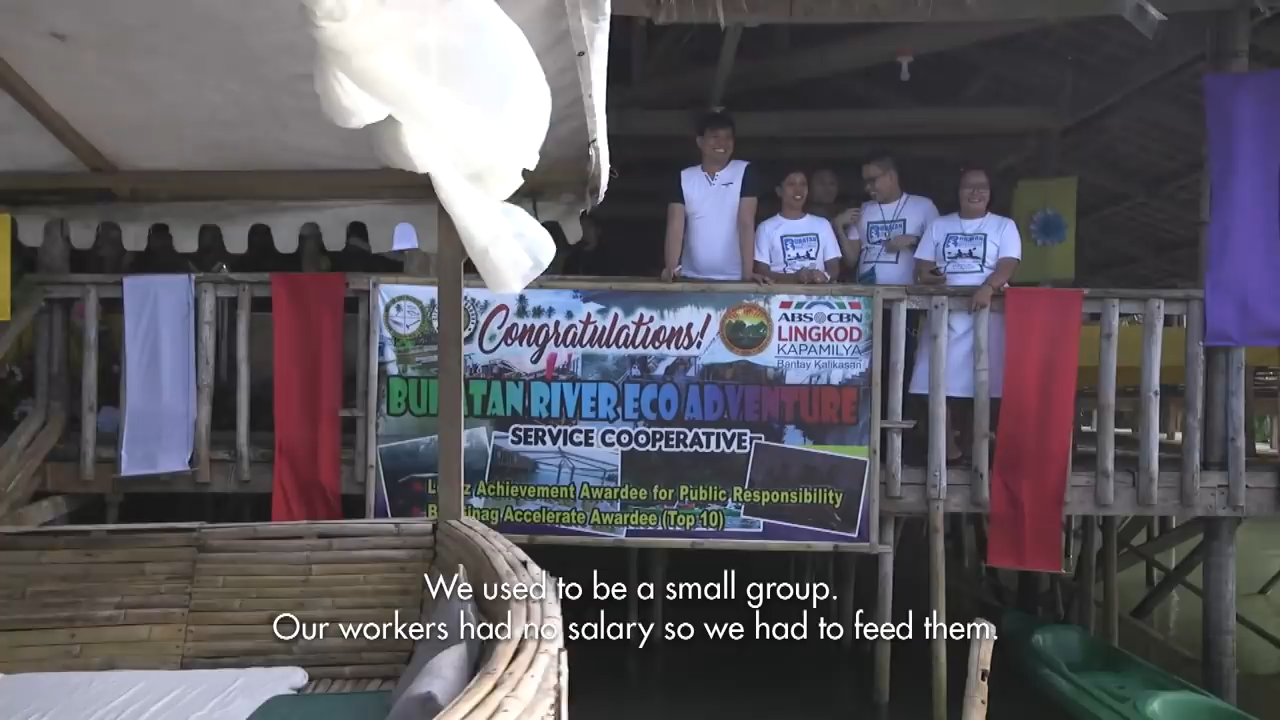 Congratulations!
ABS CBN
LINGKOD
KAPAMILYA
Bantay Kalikasan
RIVER ECO ADVENTURE
SERVICE COOPERATIVE
Achievement Awardee for Public Responsibility
Accelerate Awardee (Top 10)
We used to be a small group.
Our workers had no salary so we had to feed them.